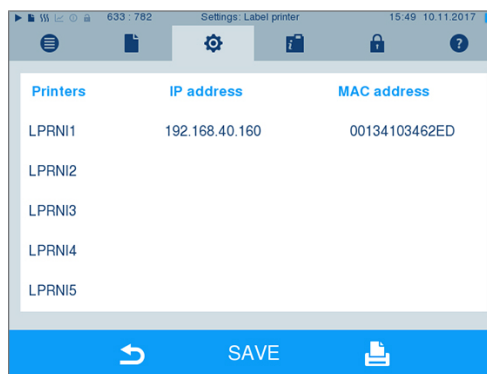 633 : 782 Settings: Label printer 15:49 10.11.2017
Printers IP address MAC address
LPRNI1 192.168.40.160 00134103462ED
LPRNI2
LPRNI3
LPRNI4
LPRNI5
SAVE